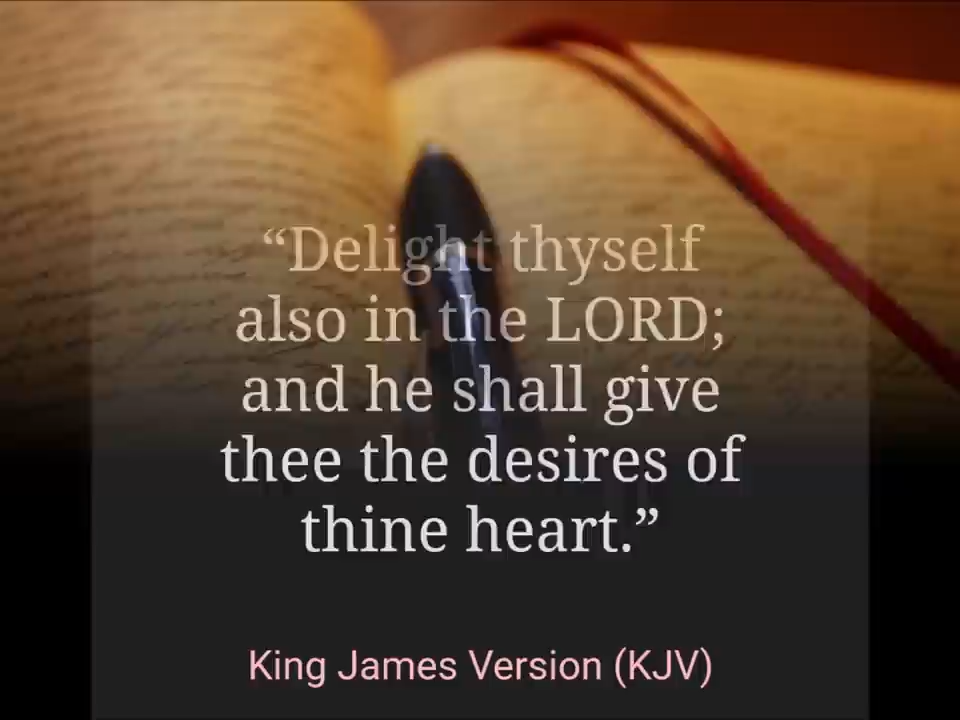 “Delight thyself
also in the LORD;
and he shall give
thee the desires of
thine heart.”
King James Version (KJV)